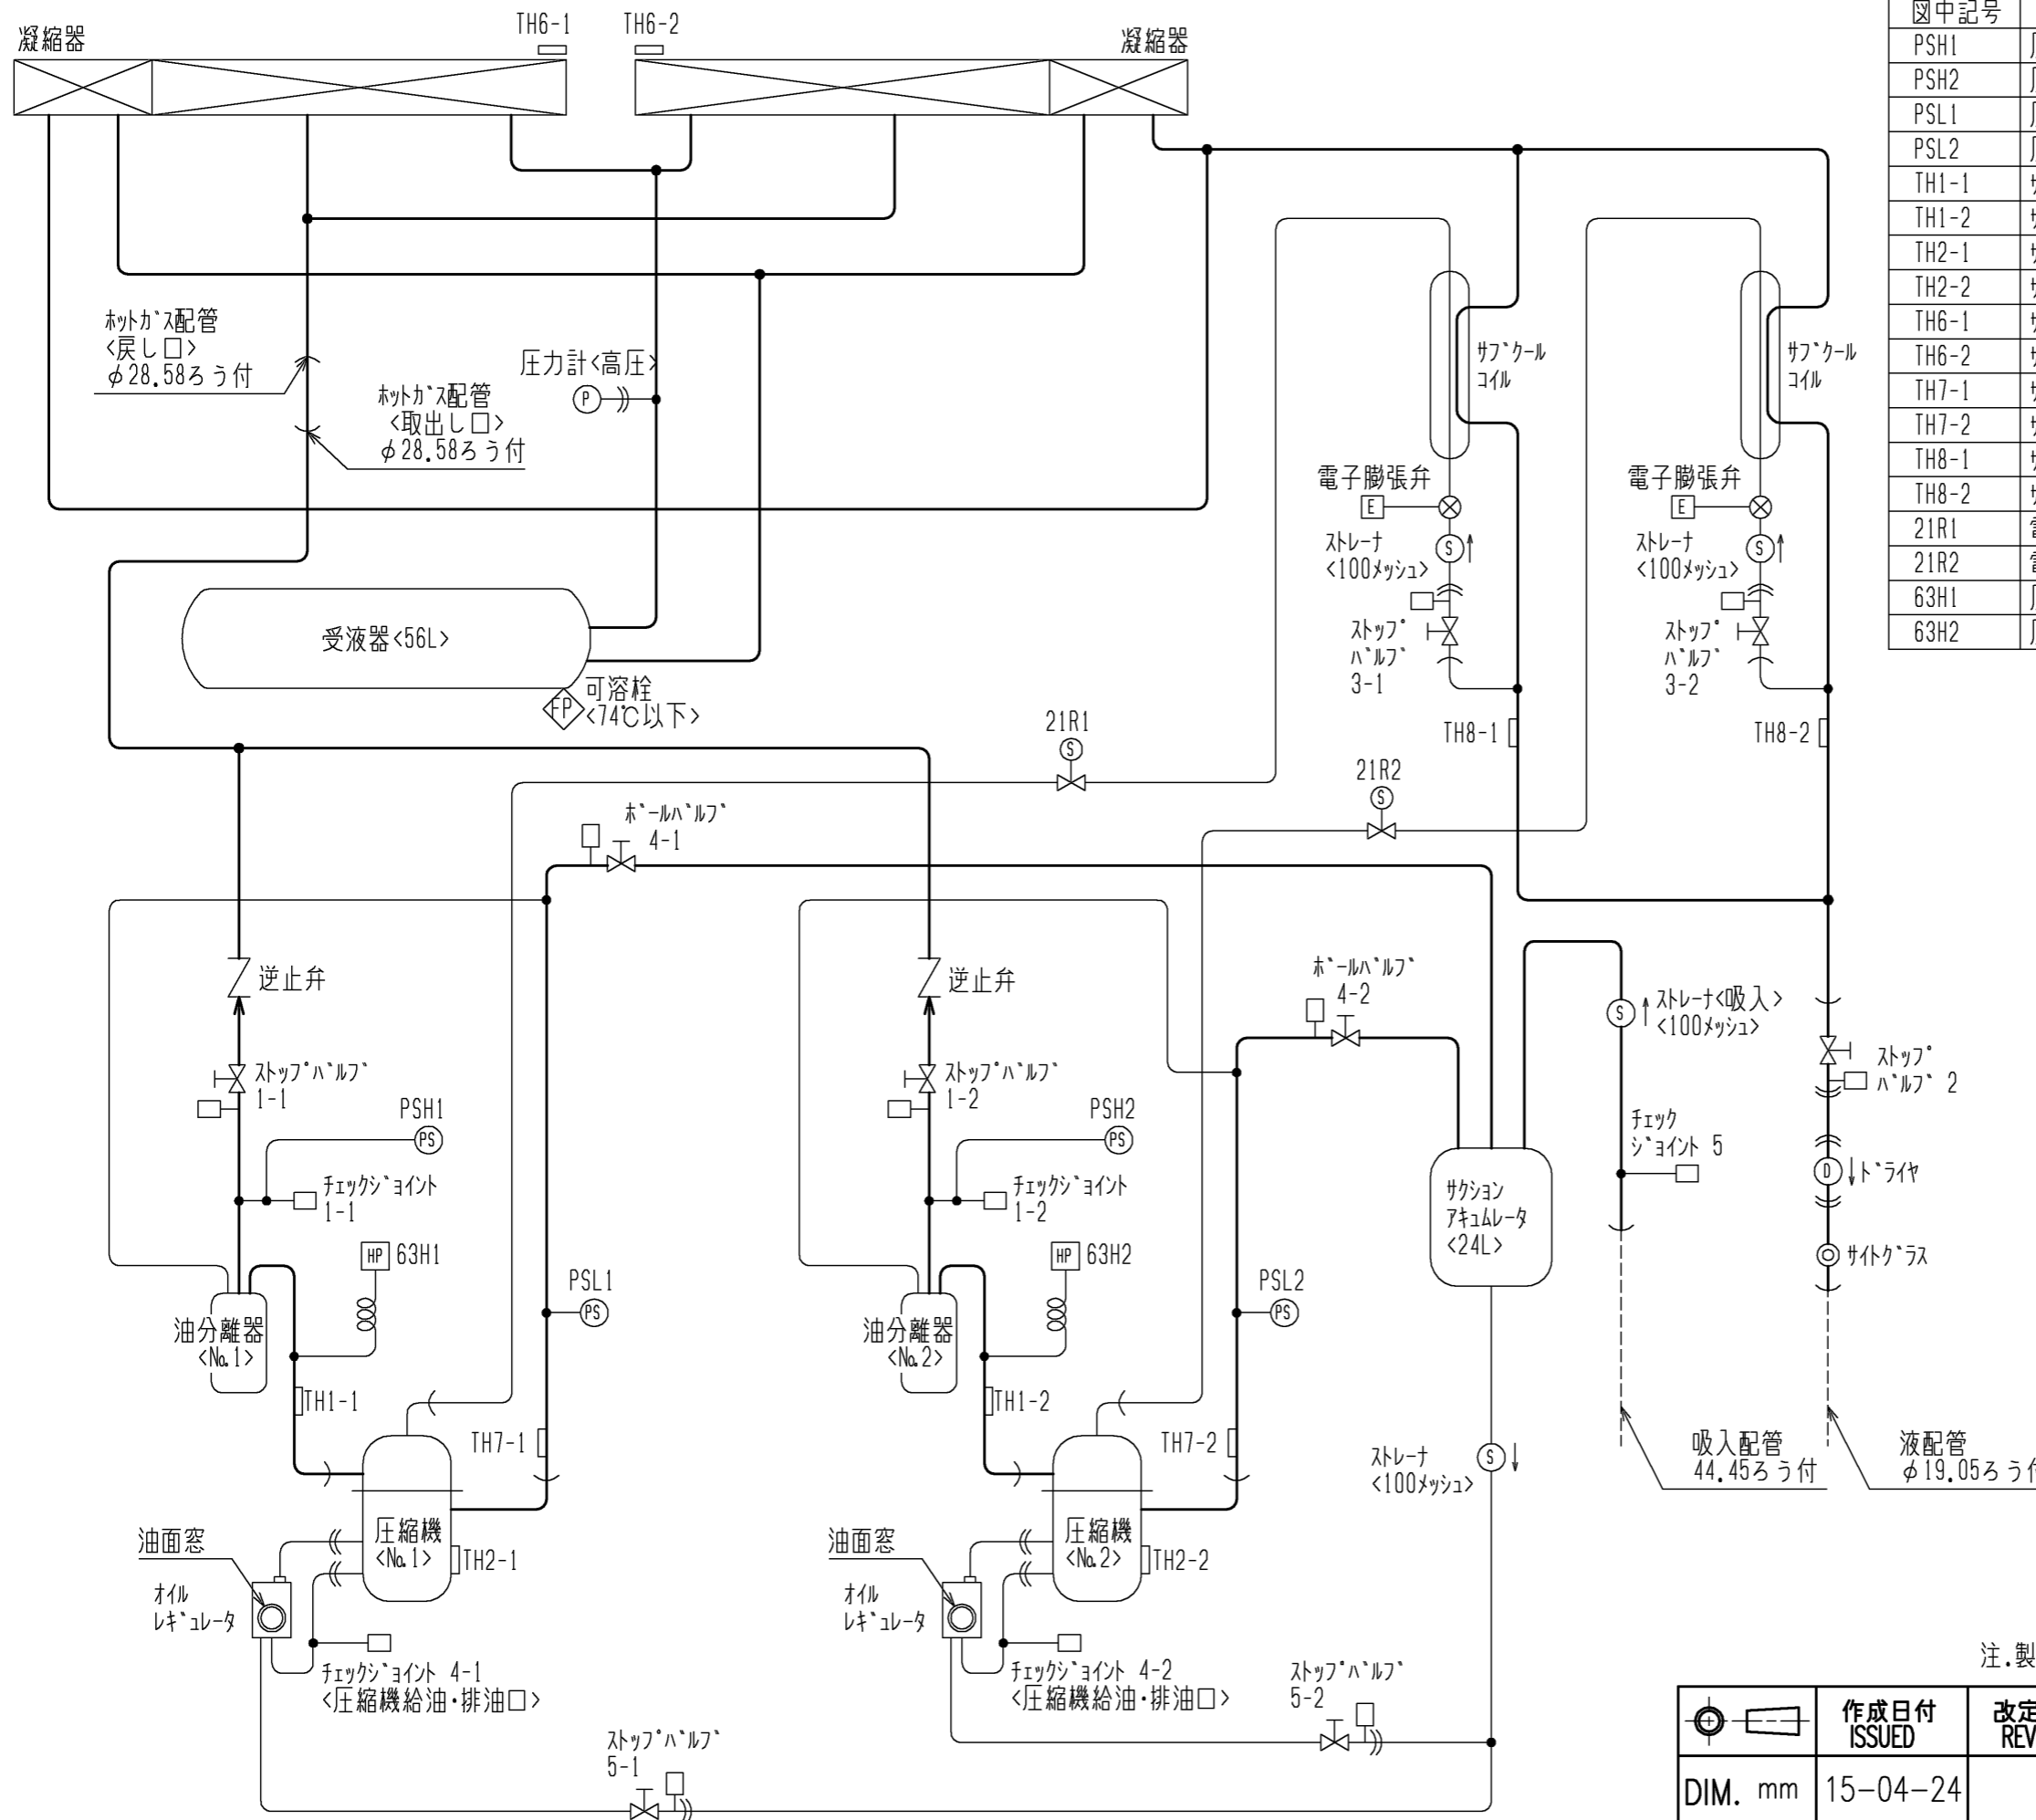 TH6-1
TH6-2
凝縮器
凝縮器
ホットガス配管
<戻し口>
φ28.58ろう付
ホットガス配管
<取出し口>
φ28.58ろう付
圧力計<高圧>
P
サブクール
コイル
サブクール
コイル
電子膨張弁
E
電子膨張弁
E
ストレーナ
<100メッシュ>
S
ストレーナ
<100メッシュ>
S
ストップ
バルブ
3-1
ストップ
バルブ
3-2
受液器<56L>
FP
可溶栓
<74℃以下>
TH8-1
TH8-2
21R1
S
21R2
S
ボールバルブ
4-1
逆止弁
逆止弁
ボールバルブ
4-2
S
ストレーナ<吸入>
<100メッシュ>
ストップバルブ
1-1
ストップバルブ
1-2
ストップ
バルブ 2
PSH1
PS
PSH2
PS
チェック
ジョイント 5
チェックジョイント
1-1
チェックジョイント
1-2
D
ドライヤ
サクション
アキュムレータ
<24L>
サイトグラス
HP 63H1
HP 63H2
PSL1
PS
PSL2
PS
油分離器
<No.1>
油分離器
<No.2>
TH1-1
TH1-2
TH7-1
TH7-2
ストレーナ
<100メッシュ>
S
吸入配管
44.45ろう付
液配管
φ19.05ろう付
圧縮機
<No.1>
圧縮機
<No.2>
油面窓
油面窓
TH2-1
TH2-2
オイル
レギュレータ
オイル
レギュレータ
チェックジョイント 4-1
<圧縮機給油・排油口>
チェックジョイント 4-2
<圧縮機給油・排油口>
ストップバルブ
5-2
ストップバルブ
5-1
図中記号
PSH1
PSH2
PSL1
PSL2
TH1-1
TH1-2
TH2-1
TH2-2
TH6-1
TH6-2
TH7-1
TH7-2
TH8-1
TH8-2
21R1
21R2
63H1
63H2
注.製
作成日付
ISSUED
改定
REV
DIM. mm
15-04-24